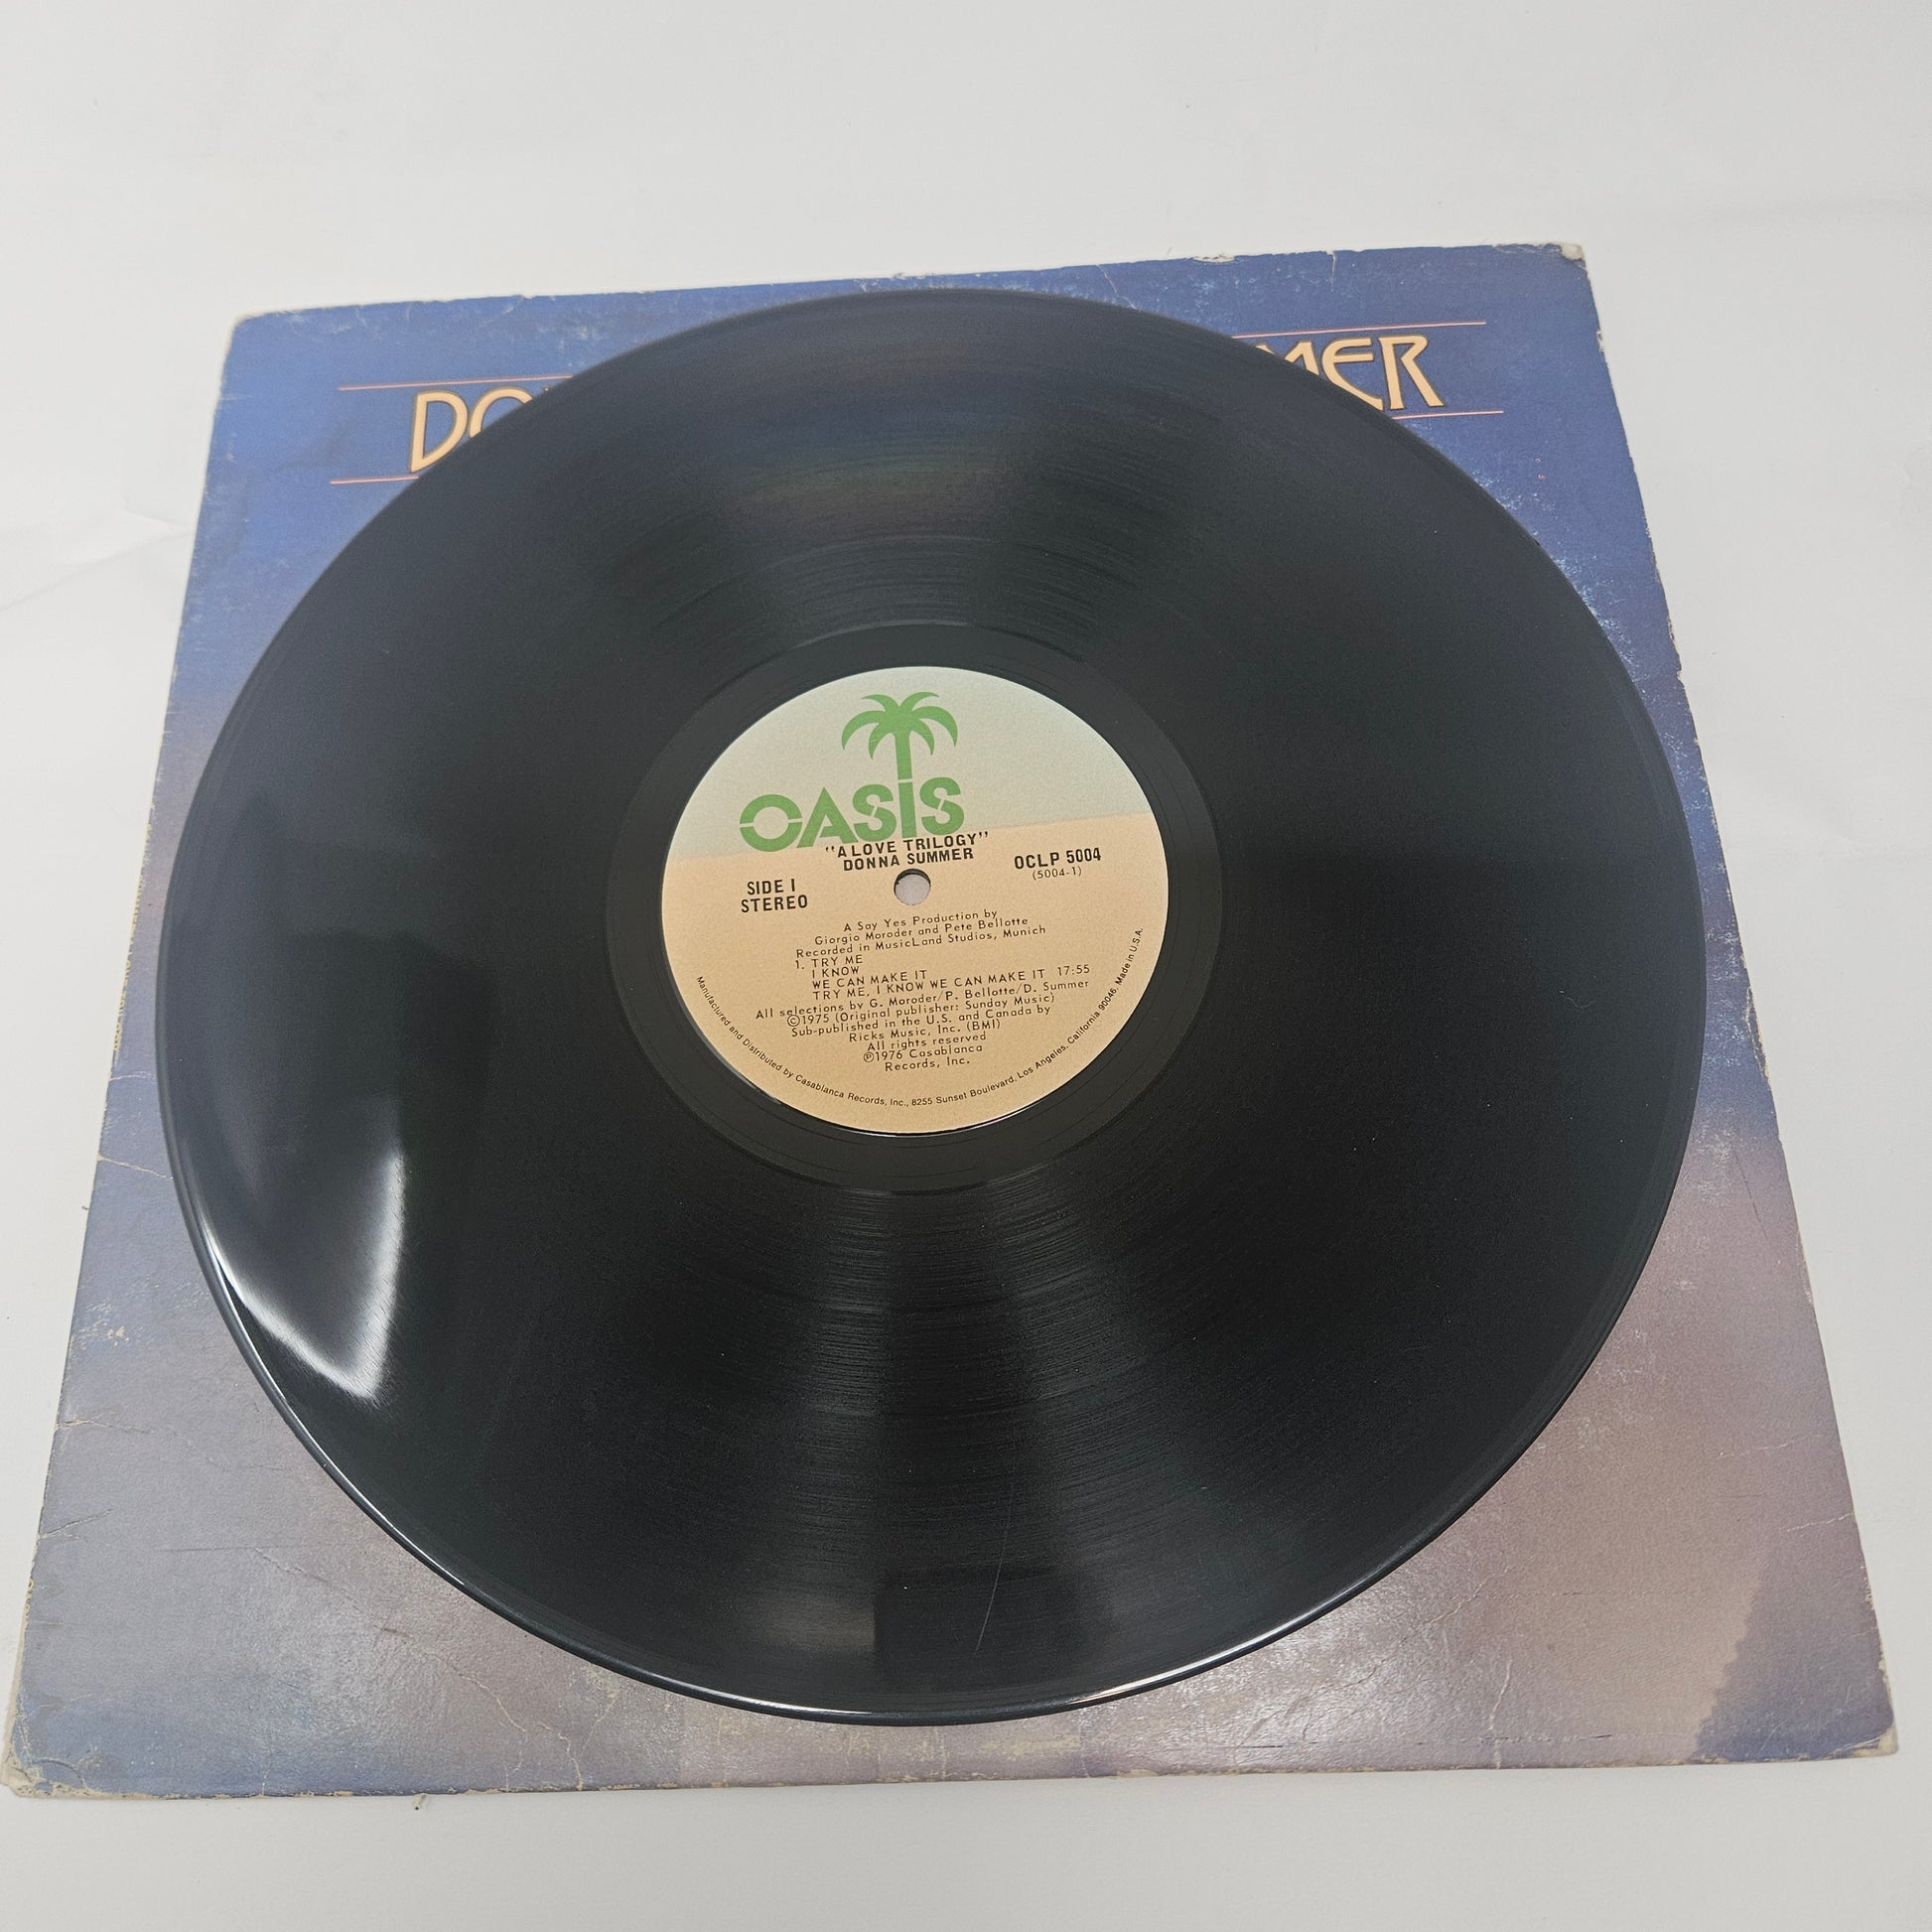 DO
MER
OASIS
"A LOVE TRILOGY"
DONNA SUMMER
OCLP 5004
(5004-1)
SIDE I
STEREO
A Say Yes Production by
Giorgio Moroder and Pete Bellotte
Recorded in MusicLand Studios, Munich
1. TRY ME
I KNOW
WE CAN MAKE IT
TRY ME, I KNOW WE CAN MAKE IT 17:55
All selections by G. Moroder/P. Bellotte/D. Summer
©1975 (Original publisher: Sunday Music)
Sub-published in the U.S. and Canada by
Ricks Music, Inc. (BMI)
All rights reserved
℗1976 Casablanca
Records, Inc.
Manufactured and Distributed by Casablanca Records, Inc., 8255 Sunset Boulevard, Los Angeles, California 90046, Made in U.S.A.